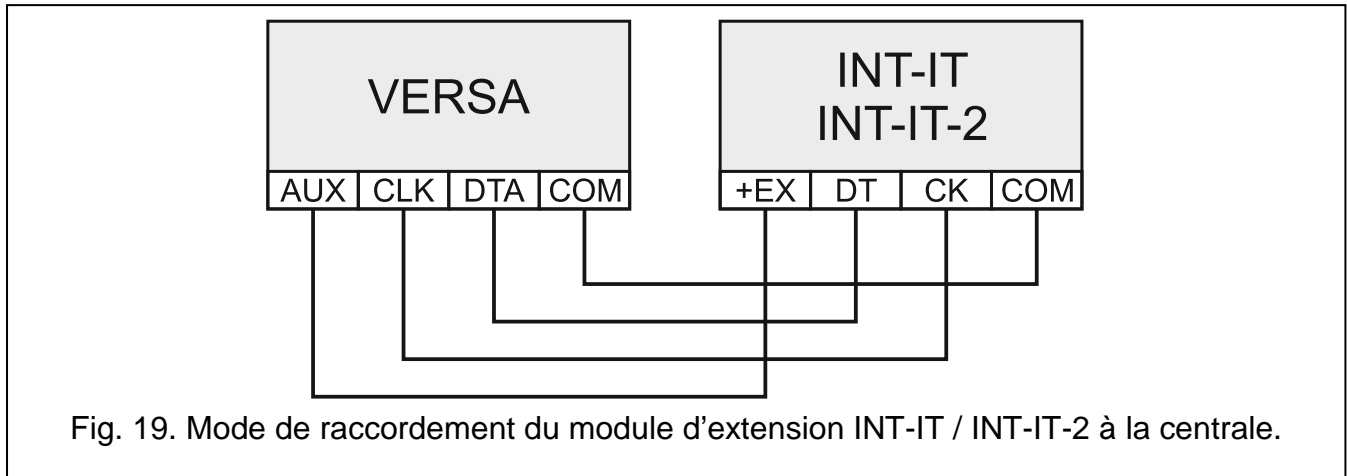 VERSA
AUX CLK DTA COM
INT-IT
INT-IT-2
+EX DT CK COM
Fig. 19. Mode de raccordement du module d’extension INT-IT / INT-IT-2 à la centrale.